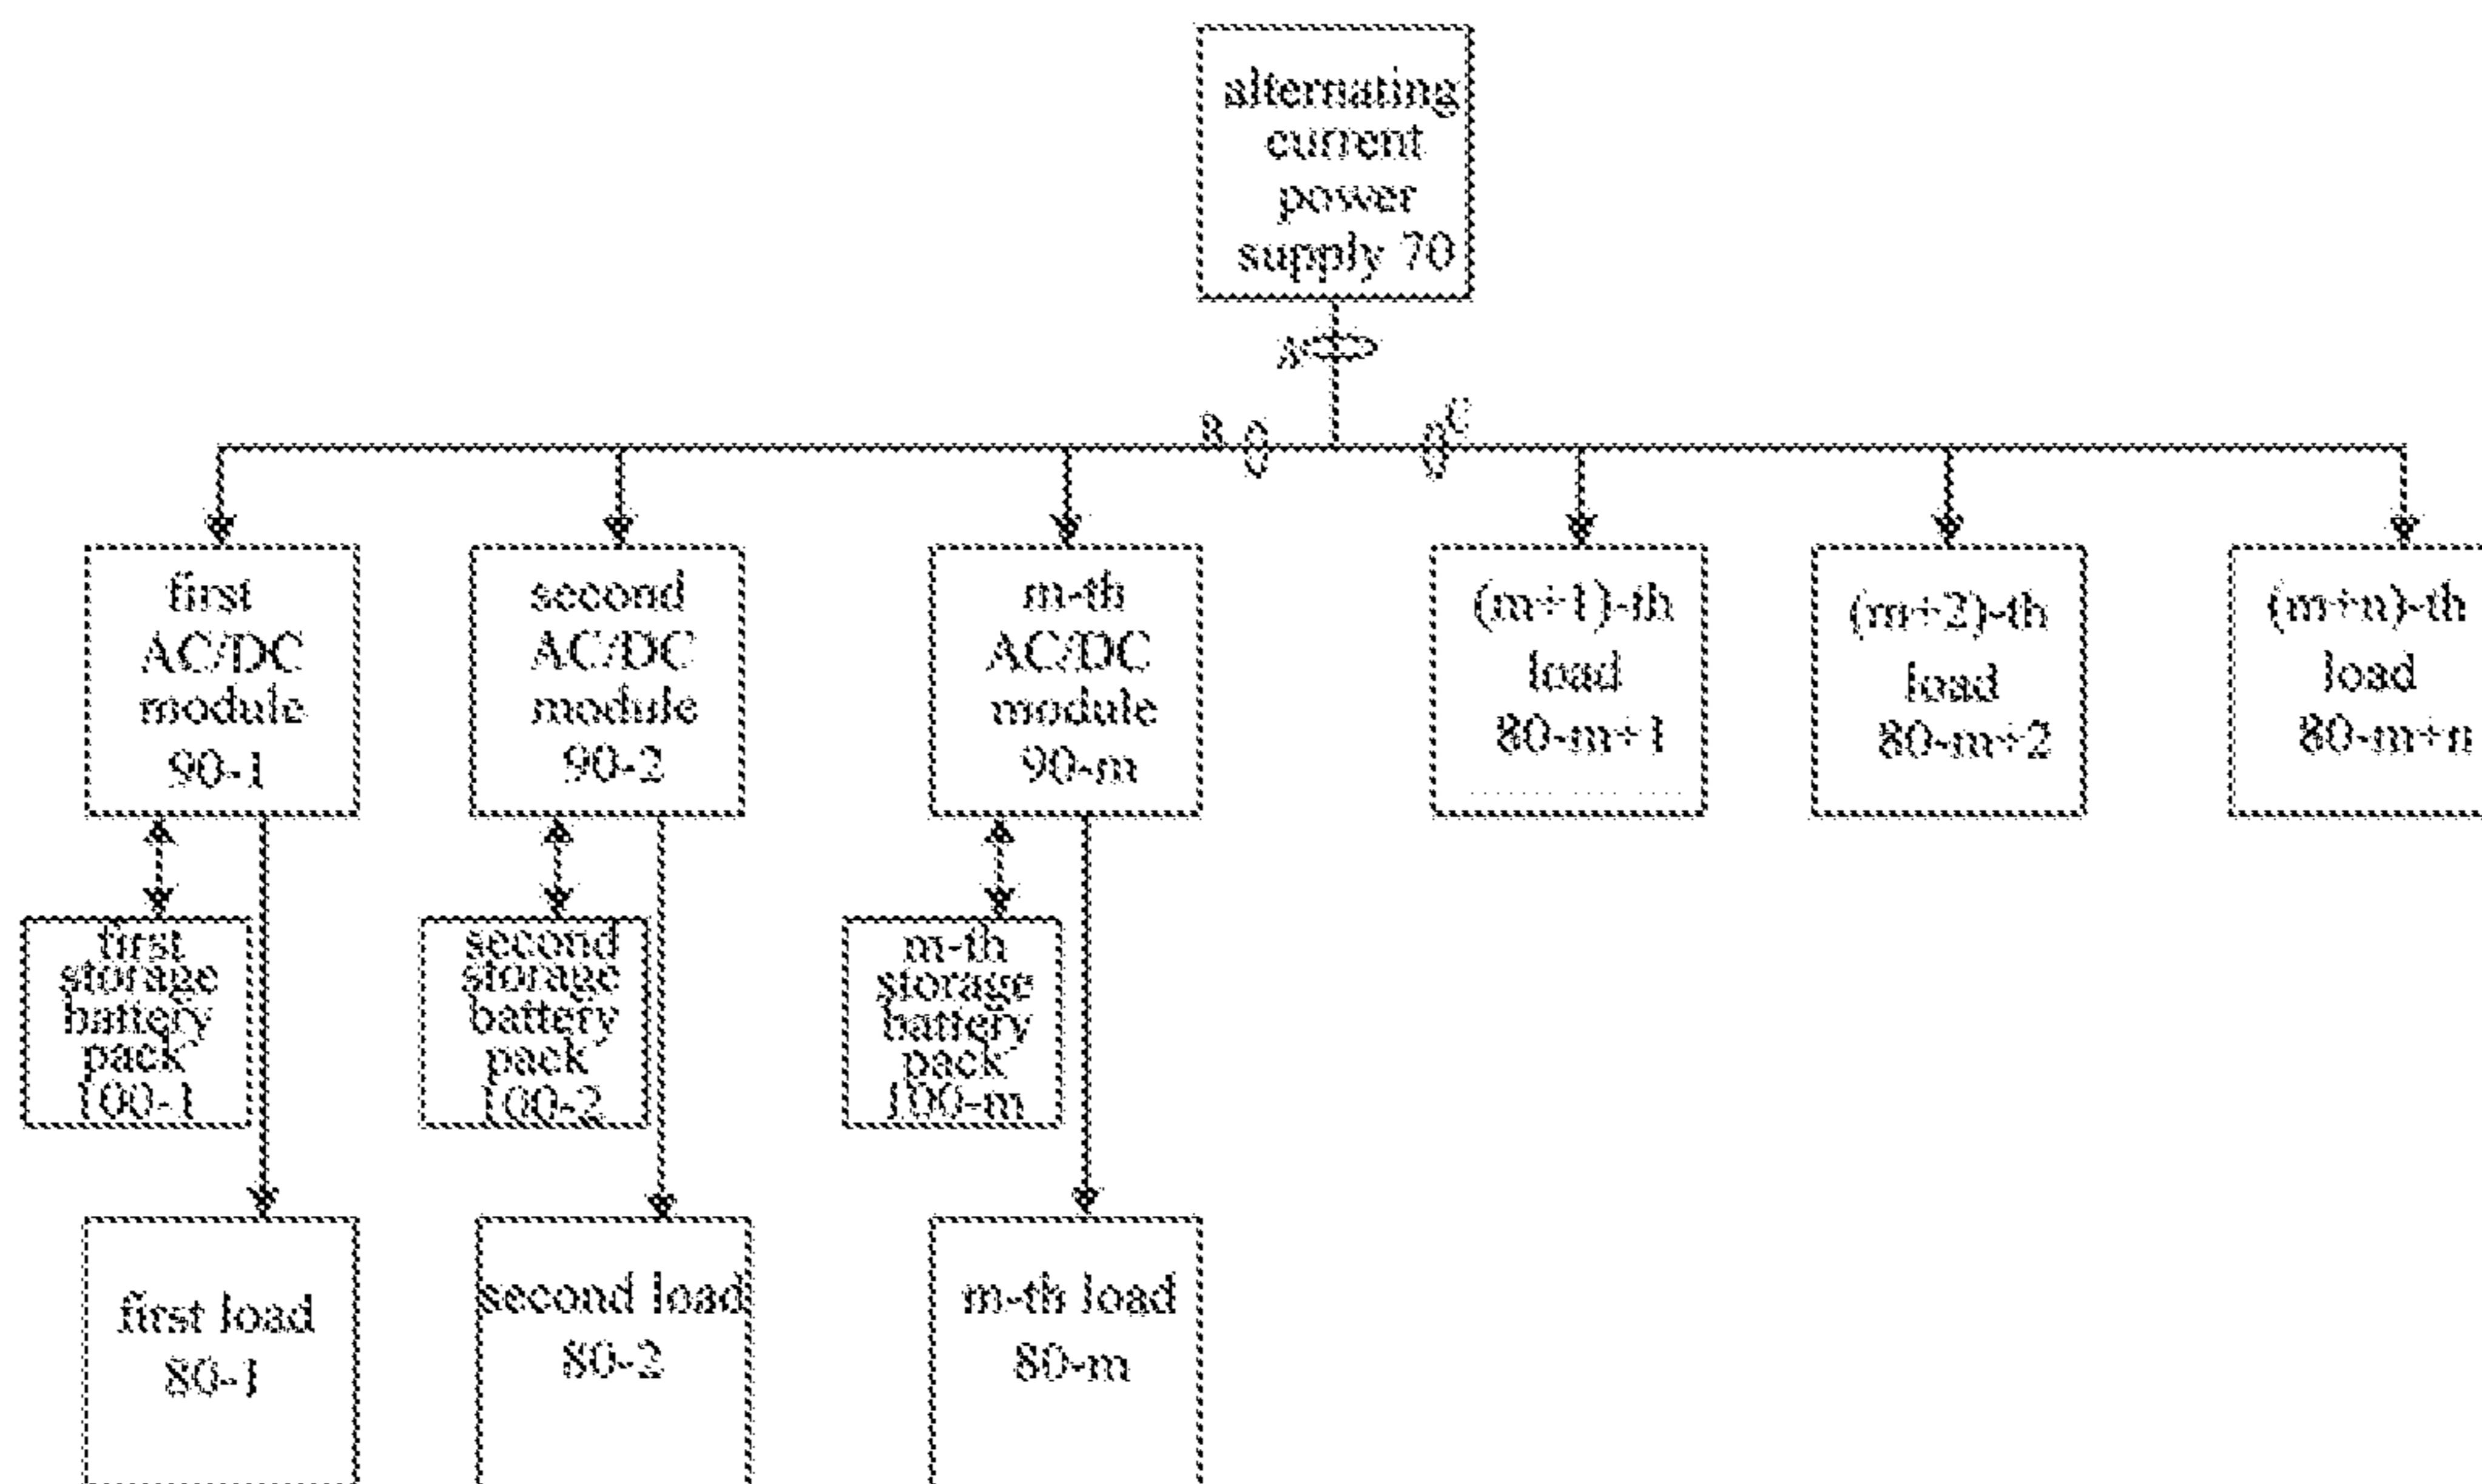 alternating
current
power
supply 70
B
C
first
AC/DC
module
90-1
second
AC/DC
module
90-2
m-th
AC/DC
module
90-m
(m+1)-th
load
80-m+1
(m+2)-th
load
80-m+2
(m+n)-th
load
80-m+n
first
storage
battery
pack
100-1
second
storage
battery
pack
100-2
m-th
storage
battery
pack
100-m
first load
80-1
second load
80-2
m-th load
80-m